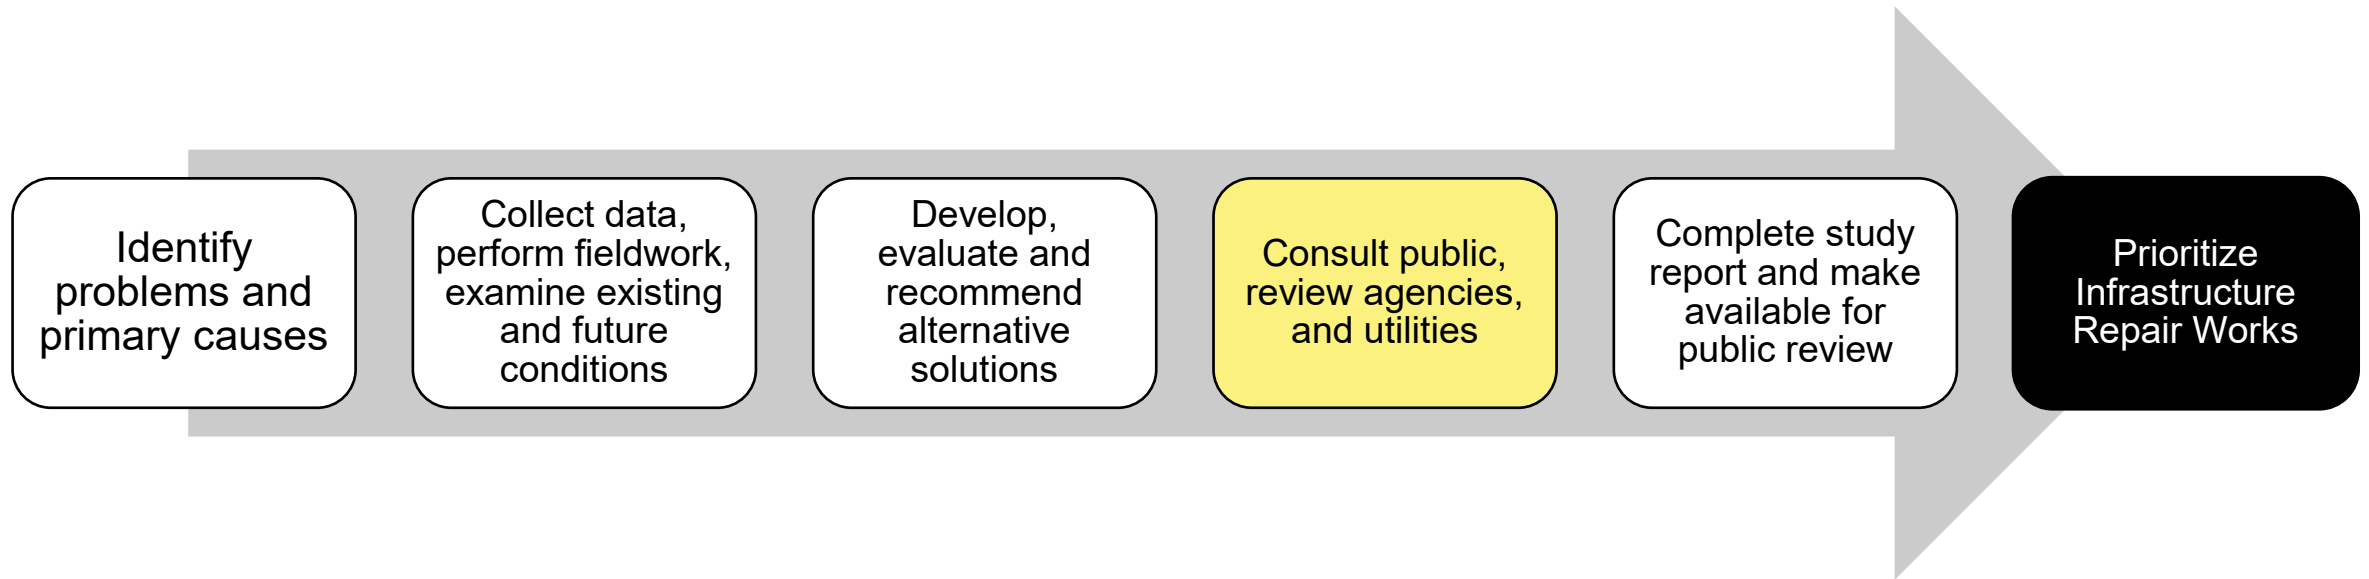 Identify
problems and
primary causes
Collect data,
perform fieldwork,
examine existing
and future
conditions
Develop,
evaluate and
recommend
alternative
solutions
Consult public,
review agencies,
and utilities
Complete study
report and make
available for
public review
Prioritize
Infrastructure
Repair Works